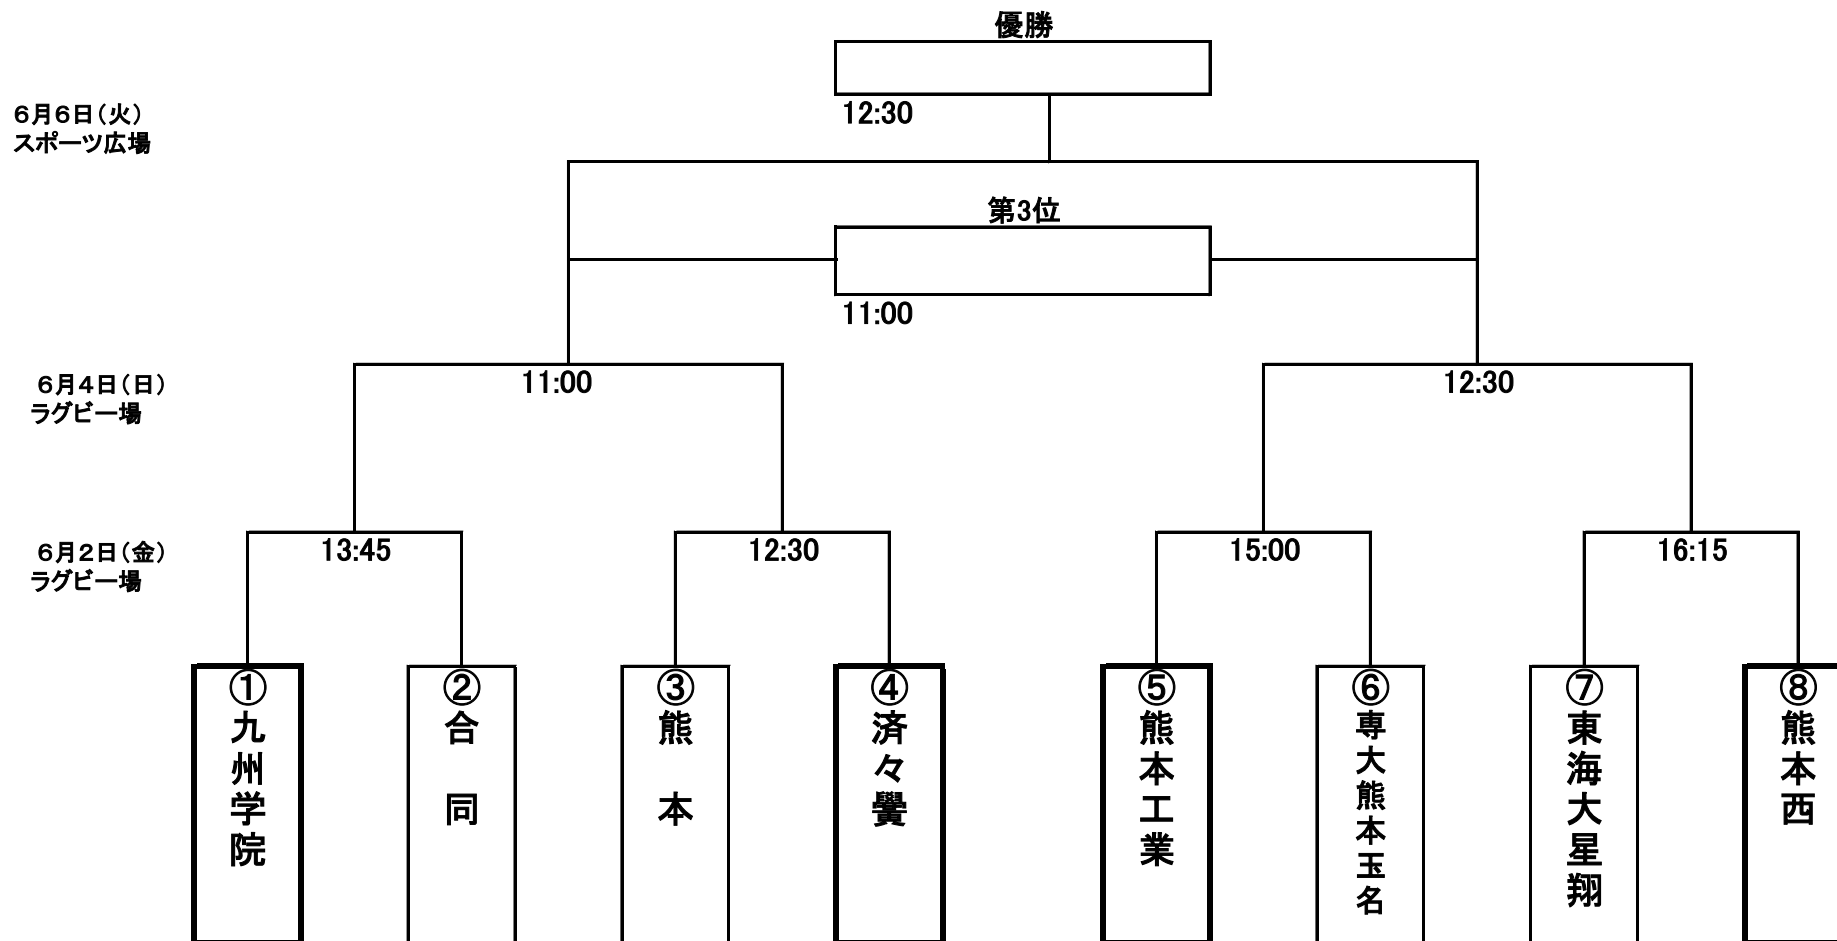 優勝
12:30
６月６日（火）
スポーツ広場
第3位
11:00
６月４日（日）
ラグビー場
11:00
12:30
６月２日（金）
ラグビー場
13:45
12:30
15:00
16:15
①九州学院
②合同
③熊本
④済々黌
⑤熊本工業
⑥専大熊本玉名
⑦東海大星翔
⑧熊本西